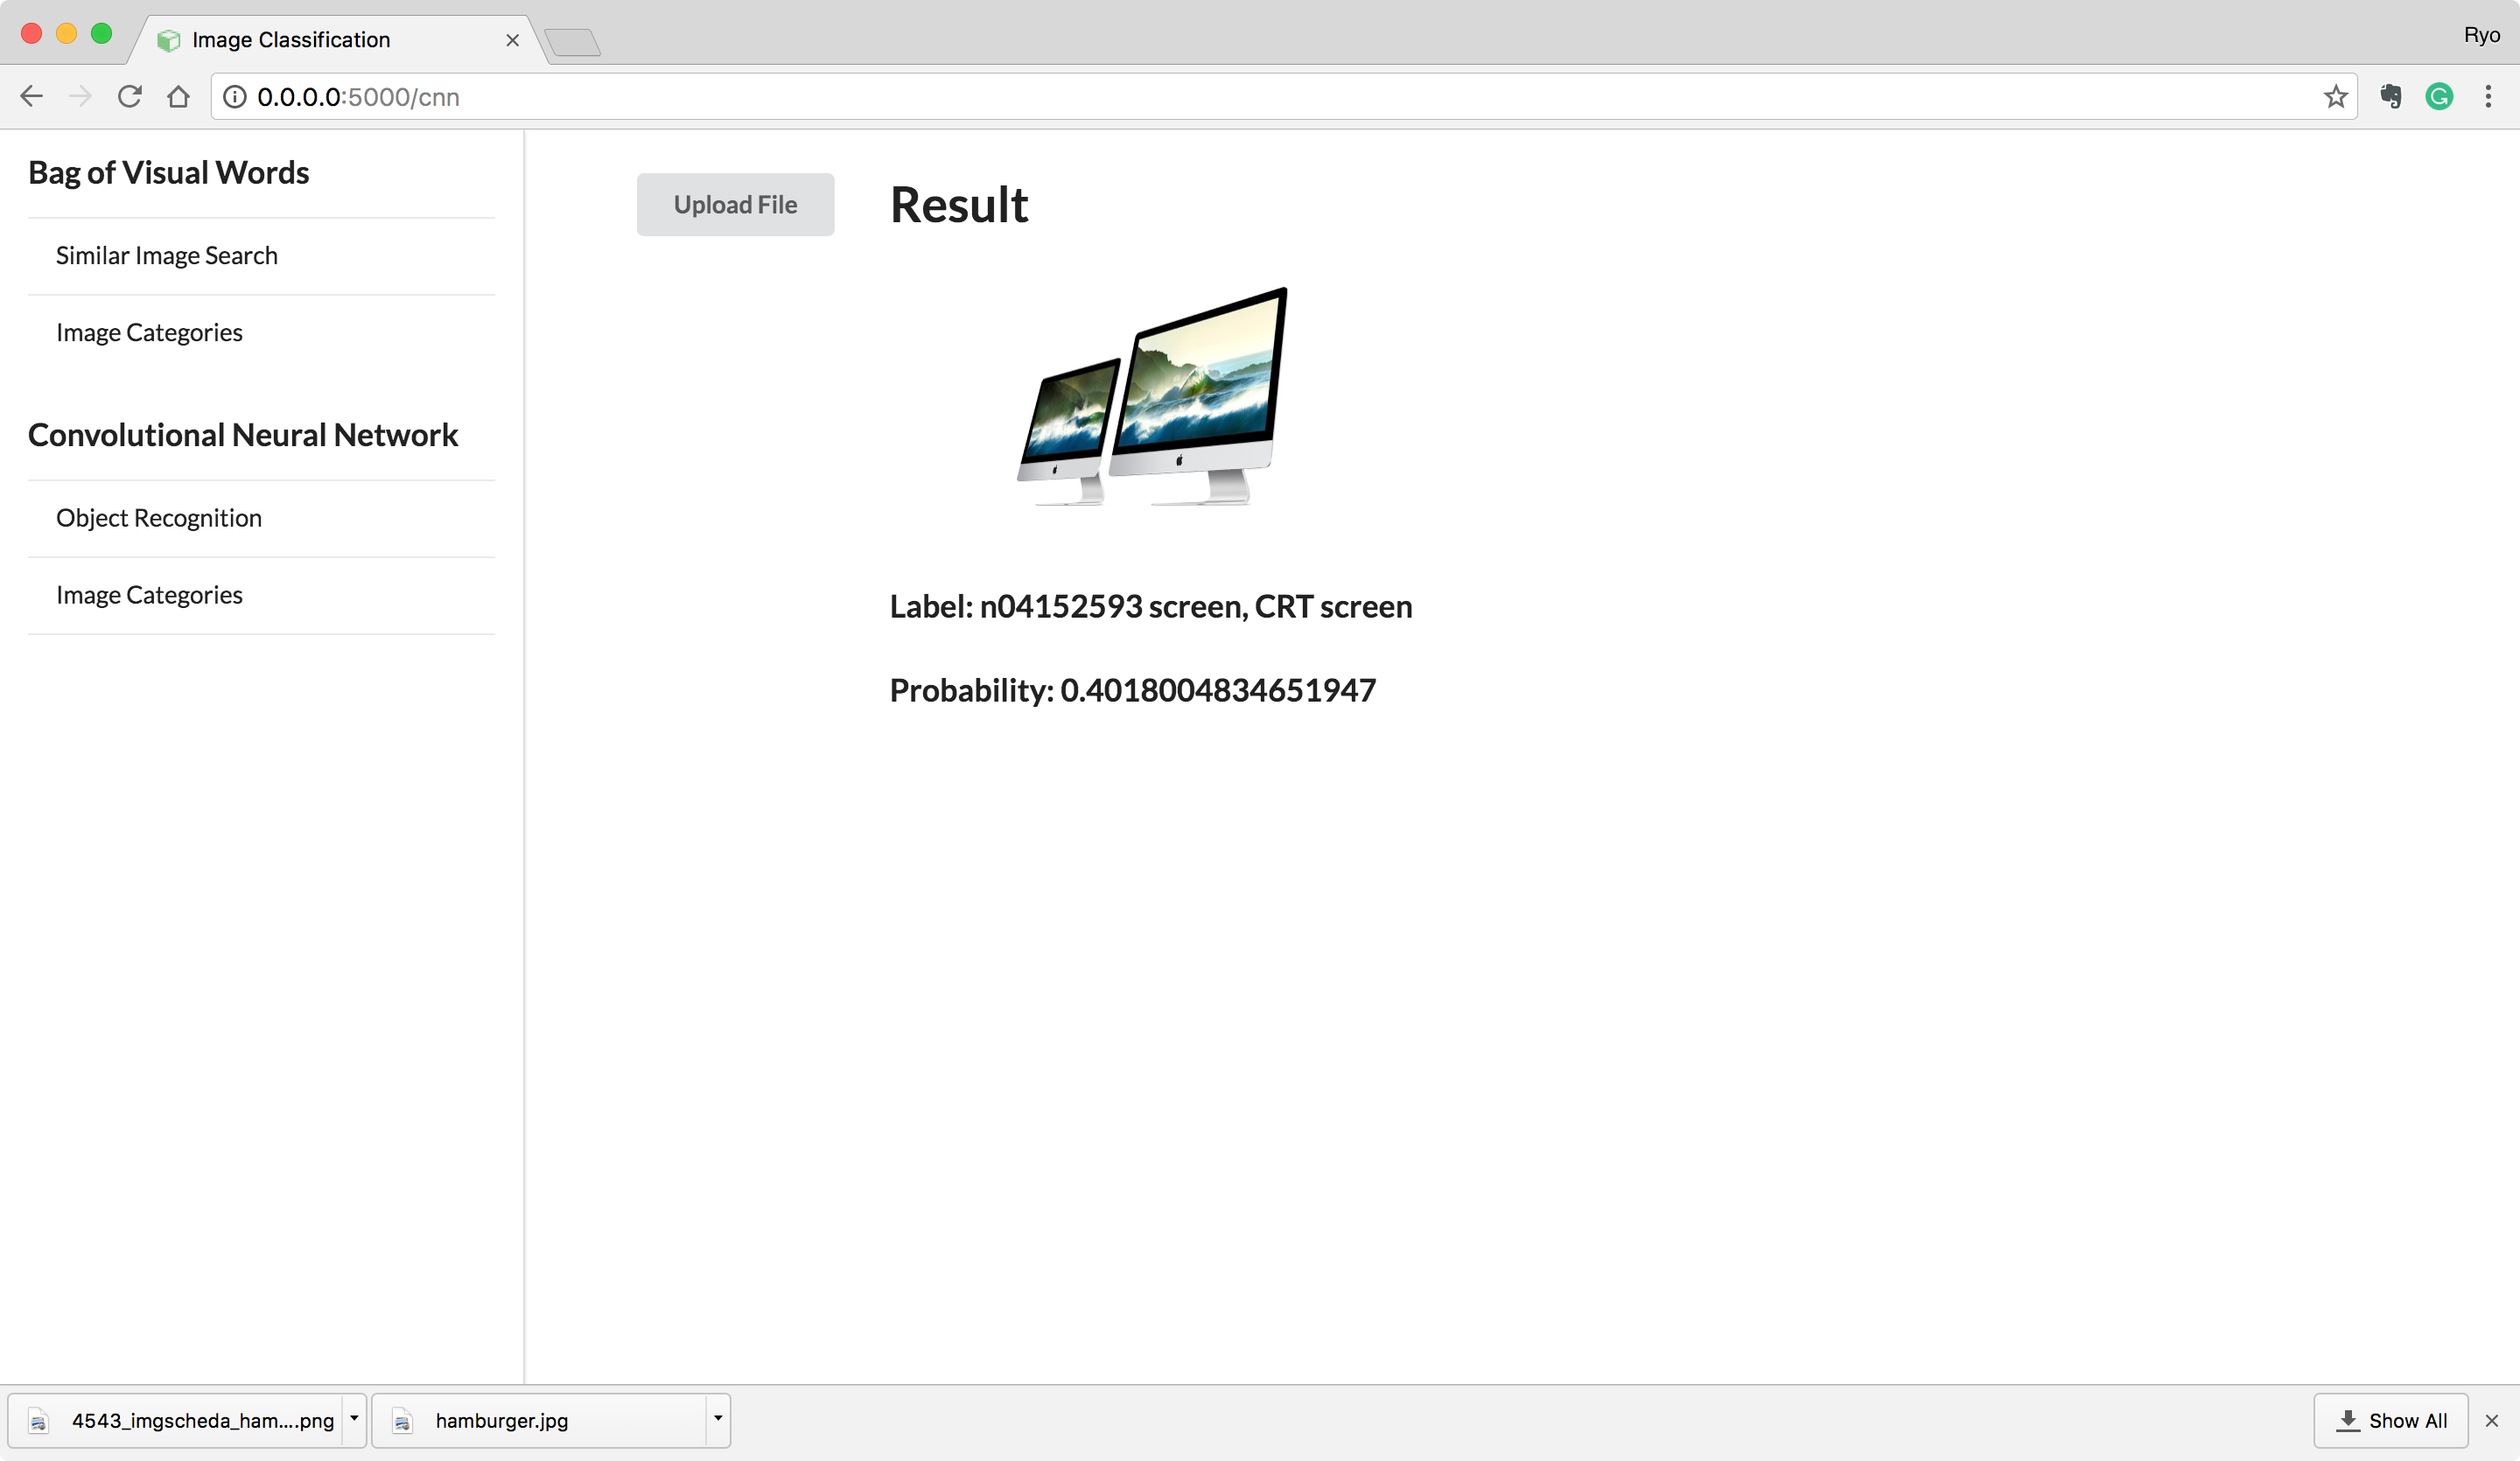 Image Classification
Ryo
0.0.0.0:5000/cnn
Bag of Visual Words
Similar Image Search
Image Categories
Convolutional Neural Network
Object Recognition
Image Categories
Upload File
Result
Label: n04152593 screen, CRT screen
Probability: 0.4018004834651947
4543_imgscheda_ham....png
hamburger.jpg
Show All